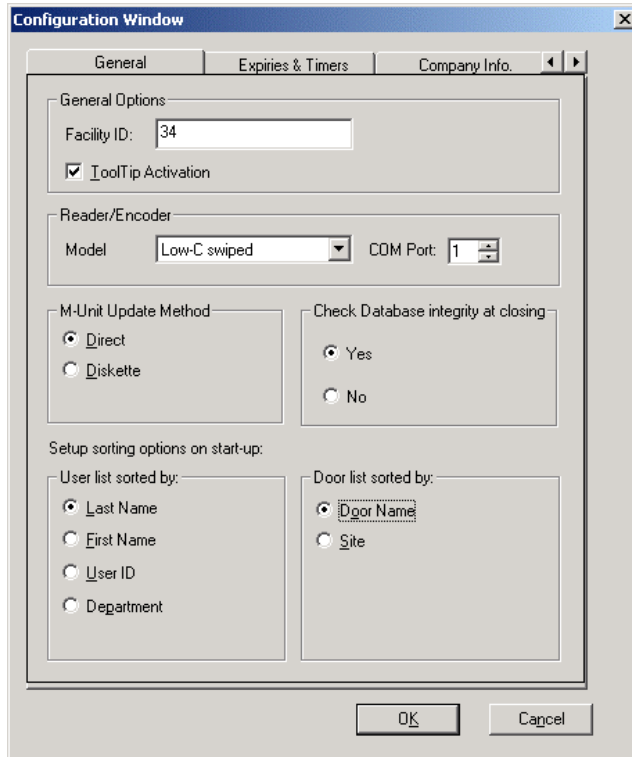 Configuration Window
General Expiries & Timers Company Info.
General Options
Facility ID: 34
ToolTip Activation
Reader/Encoder
Model Low-C swiped COM Port: 1
M-Unit Update Method
Direct
Diskette
Check Database integrity at closing
Yes
No
Setup sorting options on start-up:
User list sorted by:
Last Name
First Name
User ID
Department
Door list sorted by:
Door Name
Site
OK Cancel